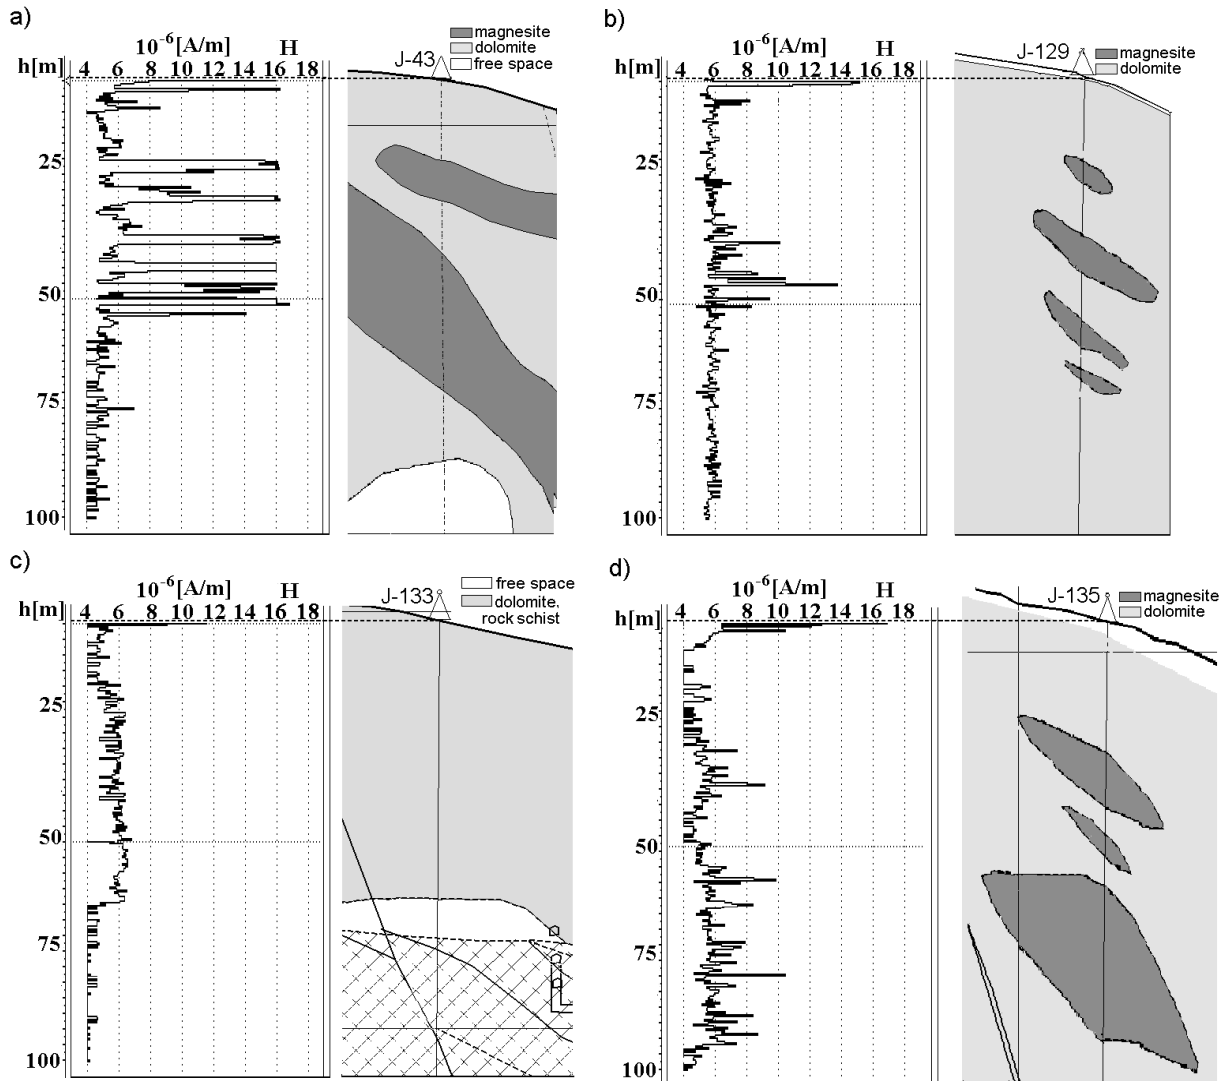 a)
10⁻⁶[A/m] H
h[m] 4 6 8 10 12 14 16 18
25
50
75
100
J-43
magnesite
dolomite
free space
b)
10⁻⁶[A/m] H
h[m] 4 6 8 10 12 14 16 18
25
50
75
100
J-129
magnesite
dolomite
c)
10⁻⁶[A/m] H
h[m] 4 6 8 10 12 14 16 18
25
50
75
100
J-133
free space
dolomite.
rock schist
d)
10⁻⁶[A/m] H
h[m] 4 6 8 10 12 14 16 18
25
50
75
100
J-135
magnesite
dolomite